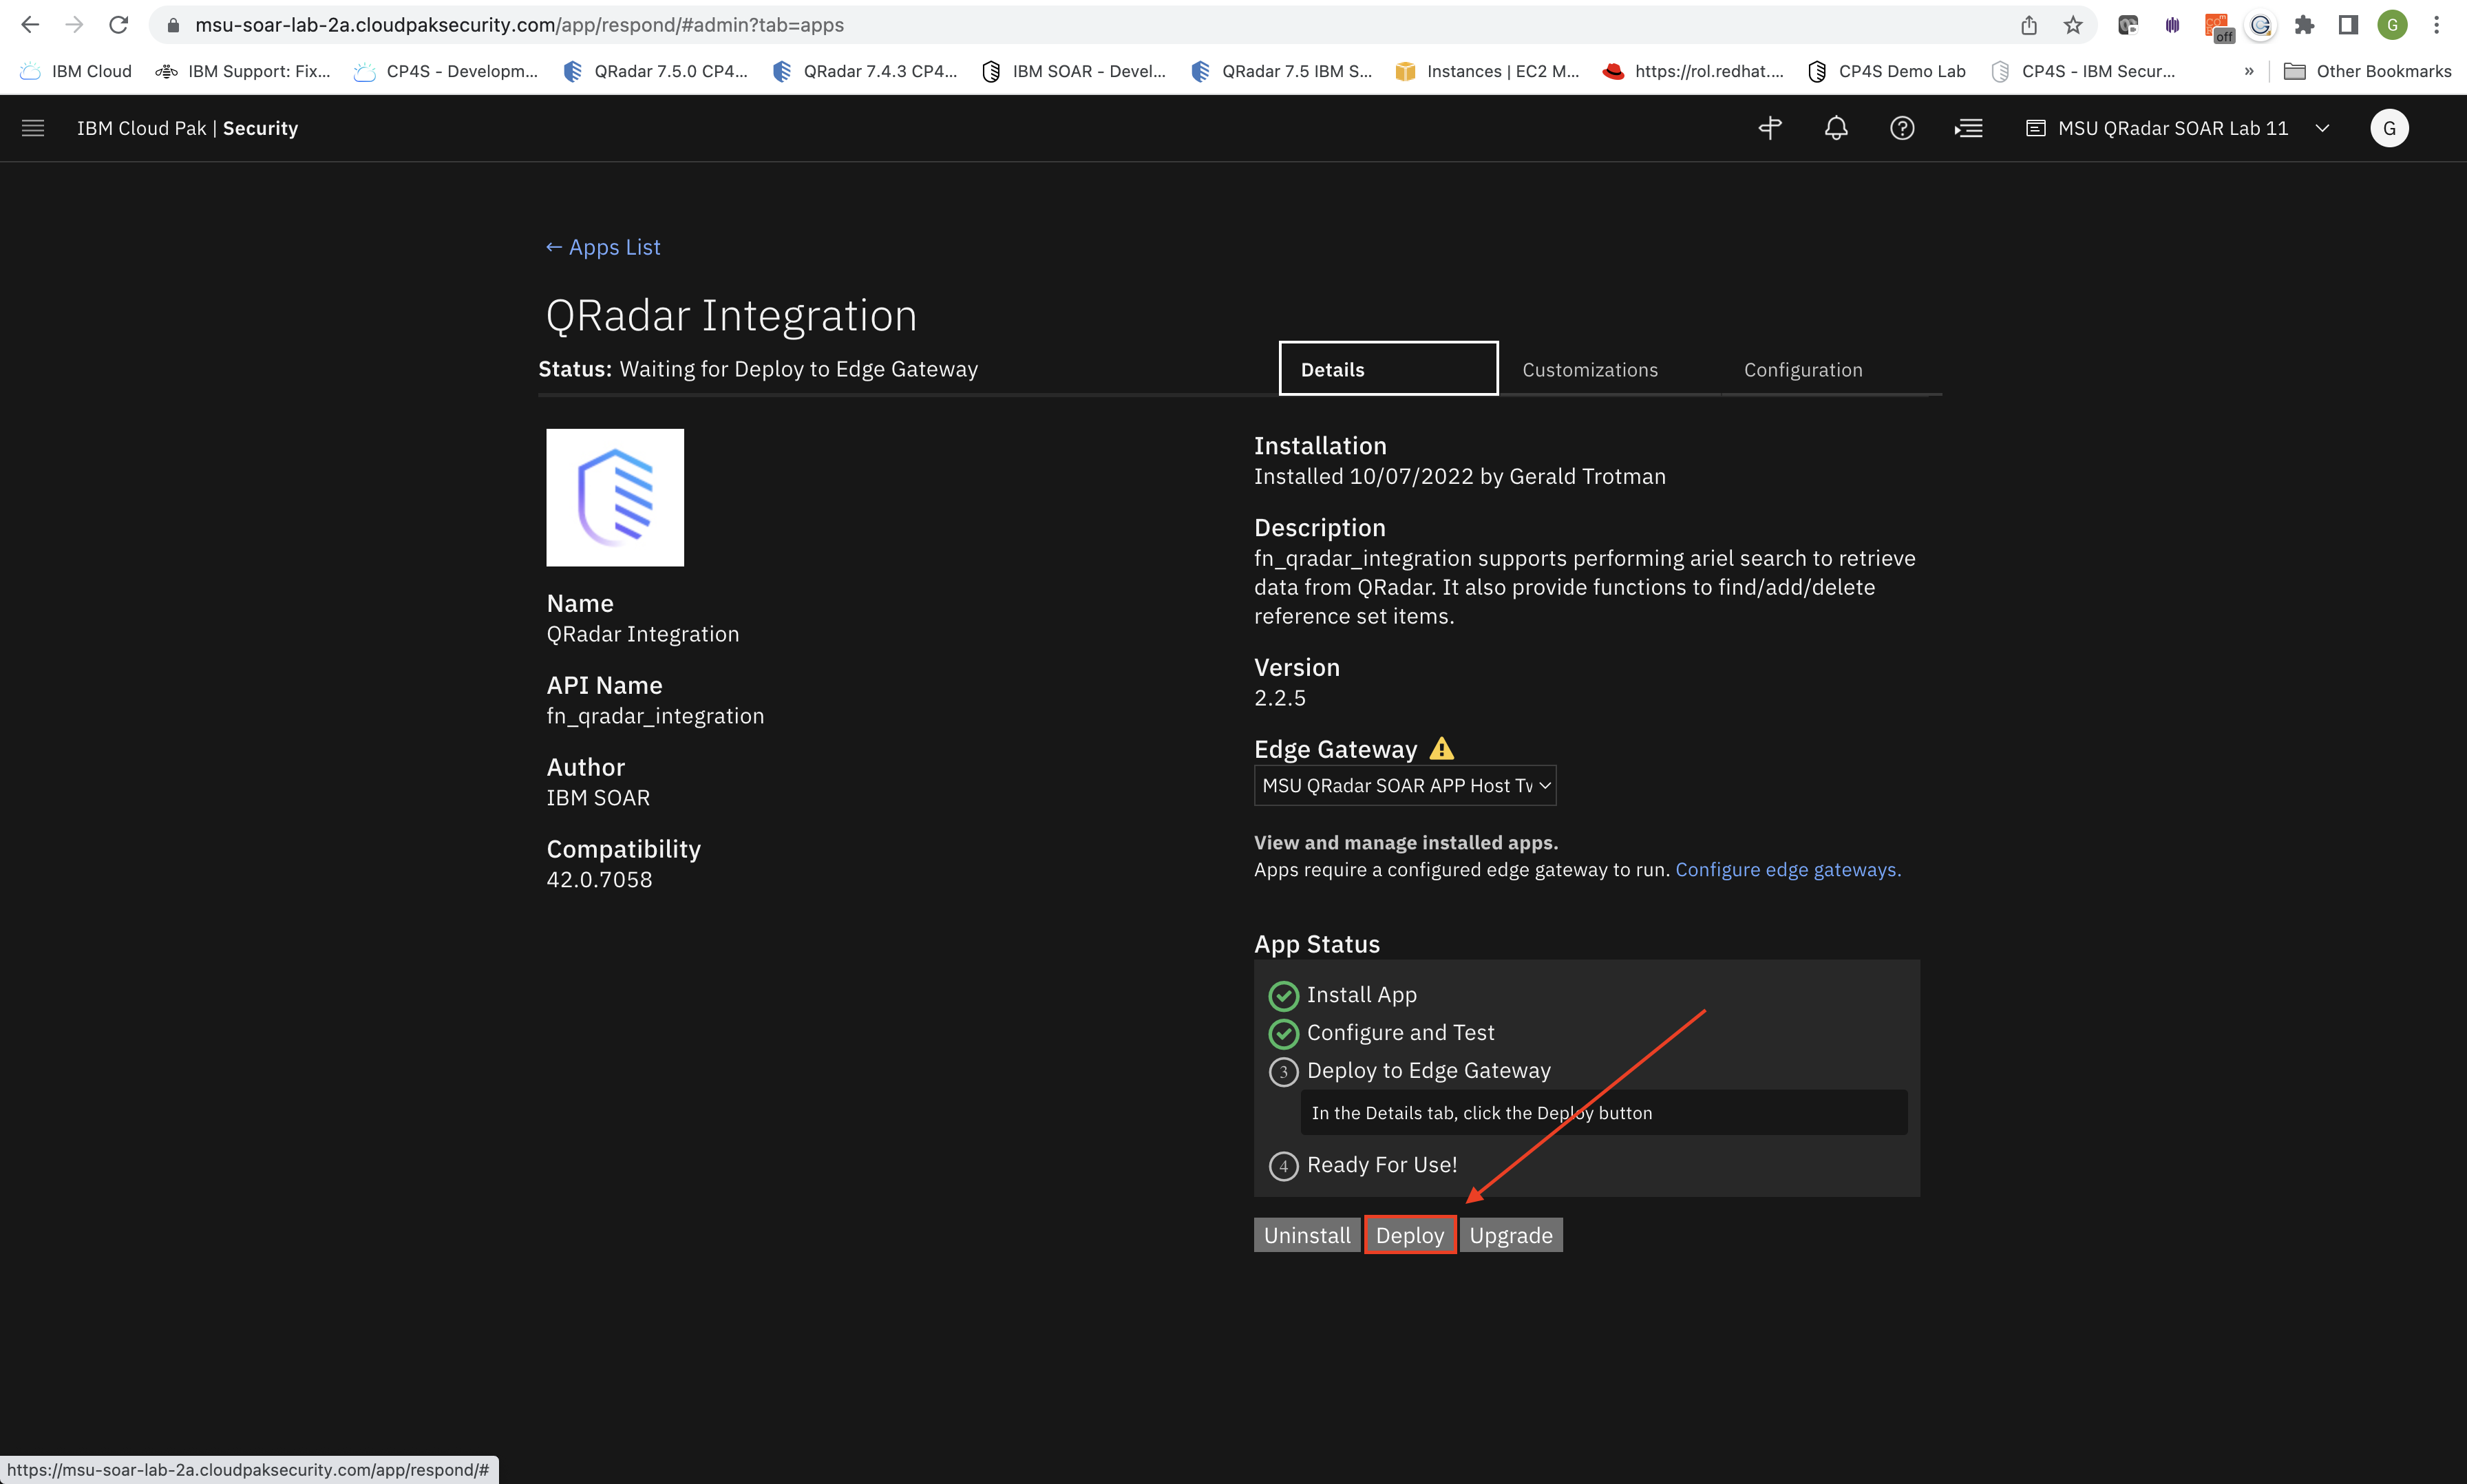 msu-soar-lab-2a.cloudpaksecurity.com/app/respond/#admin?tab=apps
off
G
IBM Cloud
IBM Support: Fix...
CP4S - Developm...
QRadar 7.5.0 CP4...
QRadar 7.4.3 CP4...
IBM SOAR - Devel...
QRadar 7.5 IBM S...
Instances | EC2 M...
https://rol.redhat....
CP4S Demo Lab
CP4S - IBM Secur...
»
Other Bookmarks
IBM Cloud Pak | Security
MSU QRadar SOAR Lab 11
G
← Apps List
QRadar Integration
Status: Waiting for Deploy to Edge Gateway
Details
Customizations
Configuration
Name
QRadar Integration
API Name
fn_qradar_integration
Author
IBM SOAR
Compatibility
42.0.7058
Installation
Installed 10/07/2022 by Gerald Trotman
Description
fn_qradar_integration supports performing ariel search to retrieve
data from QRadar. It also provide functions to find/add/delete
reference set items.
Version
2.2.5
Edge Gateway
MSU QRadar SOAR APP Host
View and manage installed apps.
Apps require a configured edge gateway to run. Configure edge gateways.
App Status
Install App
Configure and Test
3 Deploy to Edge Gateway
In the Details tab, click the Deploy button
4 Ready For Use!
Uninstall
Deploy
Upgrade
https://msu-soar-lab-2a.cloudpaksecurity.com/app/respond/#